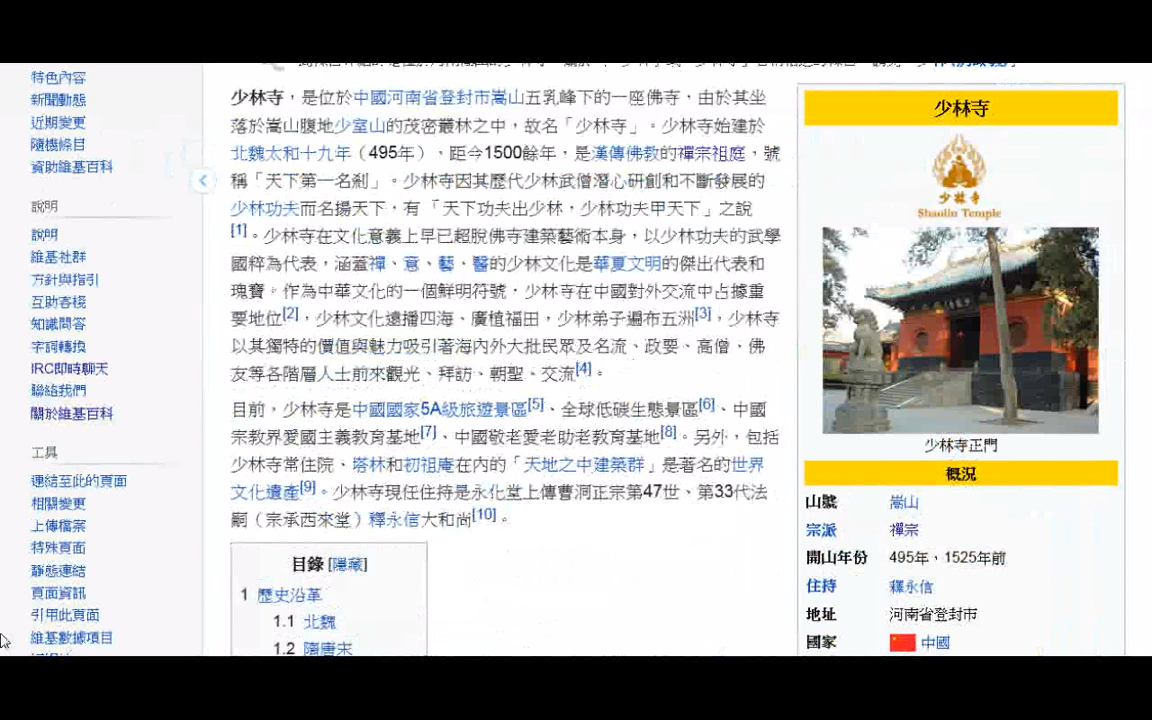 特色內容
新聞動態
近期變更
隨機條目
資助維基百科
說明
說明
維基社群
方針與指引
互助客棧
知識問答
字詞轉換
IRC即時聊天
聯絡我們
關於維基百科
工具
連結至此的頁面
相關變更
上傳檔案
特殊頁面
靜態連結
頁面資訊
引用此頁面
維基數據項目
少林寺，是位於中國河南省登封市嵩山五乳峰下的一座佛寺，由於其坐
落於嵩山腹地少室山的茂密叢林之中，故名「少林寺」。少林寺始建於
北魏太和十九年（495年），距今1500餘年，是漢傳佛教的禪宗祖庭，號
稱「天下第一名剎」。少林寺因其歷代少林武僧潛心研創和不斷發展的
少林功夫而名揚天下，有 「天下功夫出少林，少林功夫甲天下」之說
[1]。少林寺在文化意義上早已超脫佛寺建築藝術本身，以少林功夫的武學
國粹為代表，涵蓋禪、意、藝、醫的少林文化是華夏文明的傑出代表和
瑰寶。作為中華文化的一個鮮明符號，少林寺在中國對外交流中占據重
要地位[2]，少林文化遠播四海、廣植福田，少林弟子遍布五洲[3]，少林寺
以其獨特的價值與魅力吸引著海內外大批民眾及名流、政要、高僧、佛
友等各階層人士前來觀光、拜訪、朝聖、交流[4]。
目前，少林寺是中國國家5A級旅遊景區[5]、全球低碳生態景區[6]、中國
宗教界愛國主義教育基地[7]、中國敬老愛老助老教育基地[8]。另外，包括
少林寺常住院、塔林和初祖庵在內的「天地之中建築群」是著名的世界
文化遺產[9]。少林寺現任住持是永化堂上傳曹洞正宗第47世、第33代法
嗣（宗承西來堂）釋永信大和尚[10]。
目錄 [隱藏]
1 歷史沿革
1.1 北魏
1.2 隋唐宋
少林寺
少林寺
Shaolin Temple
少林寺正門
概況
山號 嵩山
宗派 禪宗
開山年份 495年，1525年前
住持 釋永信
地址 河南省登封市
國家 中國